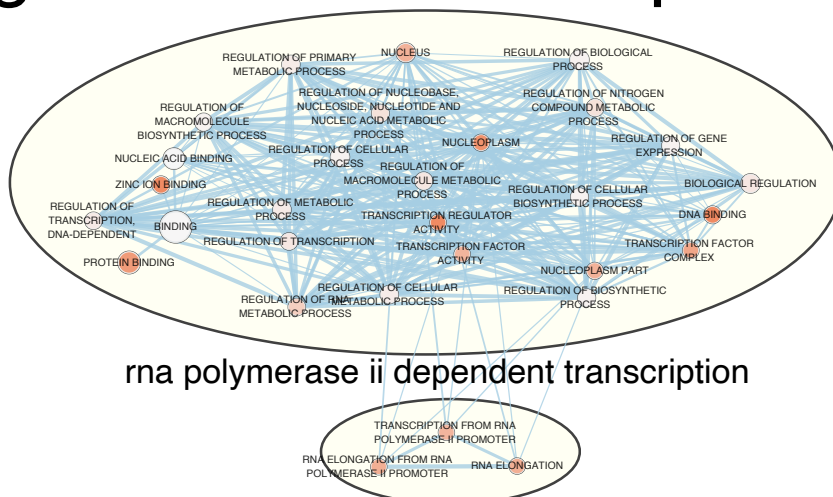 g
p
REGULATION OF PRIMARY
METABOLIC PROCESS
NUCLEUS
REGULATION OF BIOLOGICAL
PROCESS
REGULATION OF NUCLEOBASE,
NUCLEOSIDE, NUCLEOTIDE AND
NUCLEIC ACID METABOLIC
PROCESS
REGULATION OF NITROGEN
COMPOUND METABOLIC
PROCESS
REGULATION OF
MACROMOLECULE
BIOSYNTHETIC PROCESS
NUCLEOPLASM
REGULATION OF GENE
EXPRESSION
NUCLEIC ACID BINDING
REGULATION OF CELLULAR
PROCESS
REGULATION OF
MACROMOLECULE METABOLIC
PROCESS
ZINC ION BINDING
REGULATION OF CELLULAR
BIOSYNTHETIC PROCESS
BIOLOGICAL REGULATION
REGULATION OF
TRANSCRIPTION,
DNA-DEPENDENT
BINDING
REGULATION OF METABOLIC
PROCESS
TRANSCRIPTION REGULATOR
ACTIVITY
DNA BINDING
REGULATION OF TRANSCRIPTION
TRANSCRIPTION FACTOR
ACTIVITY
TRANSCRIPTION FACTOR
COMPLEX
PROTEIN BINDING
NUCLEOPLASM PART
REGULATION OF RNA
METABOLIC PROCESS
REGULATION OF CELLULAR
METABOLIC PROCESS
REGULATION OF BIOSYNTHETIC
PROCESS
rna polymerase ii dependent transcription
TRANSCRIPTION FROM RNA
POLYMERASE II PROMOTER
RNA ELONGATION FROM RNA
POLYMERASE II PROMOTER
RNA ELONGATION